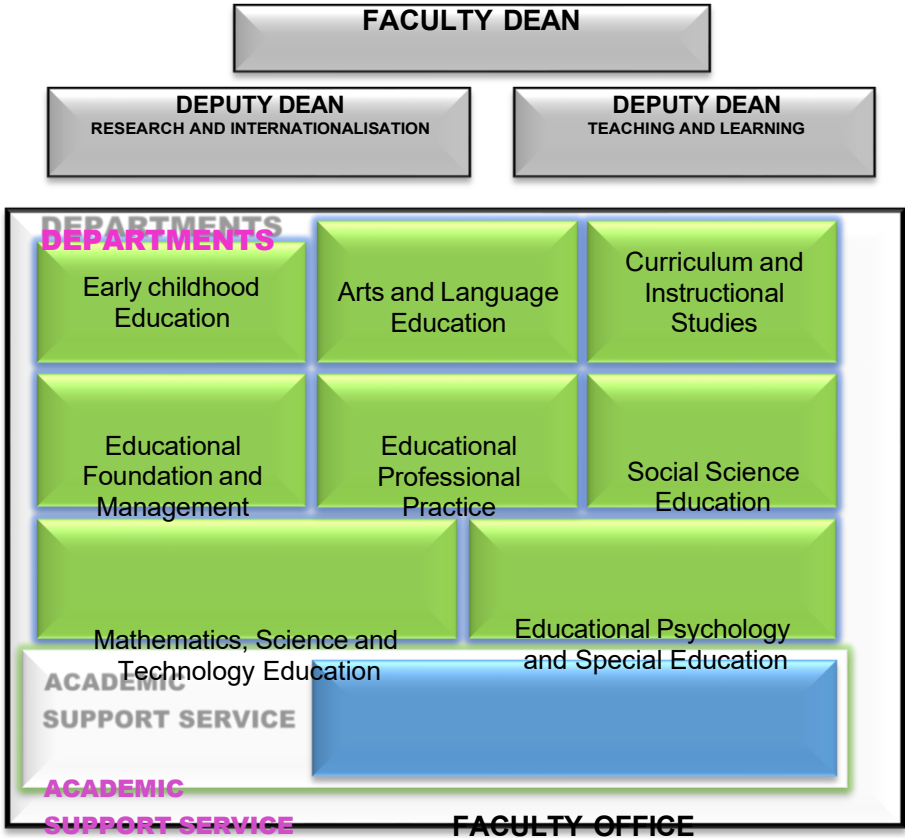 FACULTY DEAN
DEPUTY DEAN
RESEARCH AND INTERNATIONALISATION
DEPUTY DEAN
TEACHING AND LEARNING
DEPARTMENTS
DEPARTMENTS
Early childhood
Education
Arts and Language
Education
Curriculum and
Instructional
Studies
Educational
Foundation and
Management
Educational
Professional
Practice
Social Science
Education
Mathematics, Science and
Technology Education
Educational Psychology
and Special Education
ACADEMIC
SUPPORT SERVICE
ACADEMIC
SUPPORT SERVICE
FACULTY OFFICE